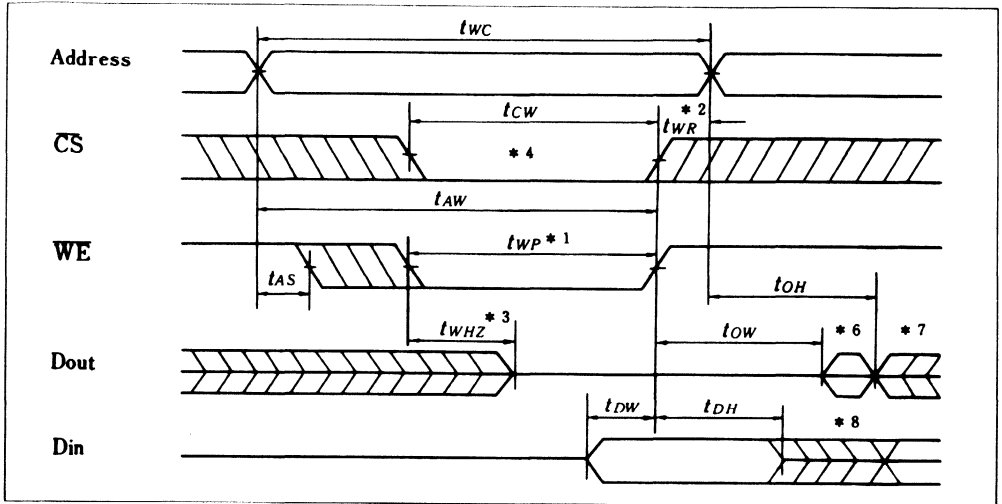 tWC
Address
tCW
*2
tWR
CS
*4
tAW
WE
tWP *1
tAS
tOH
*3
tWHZ
tOW
*6
*7
Dout
tDW
tDH
*8
Din